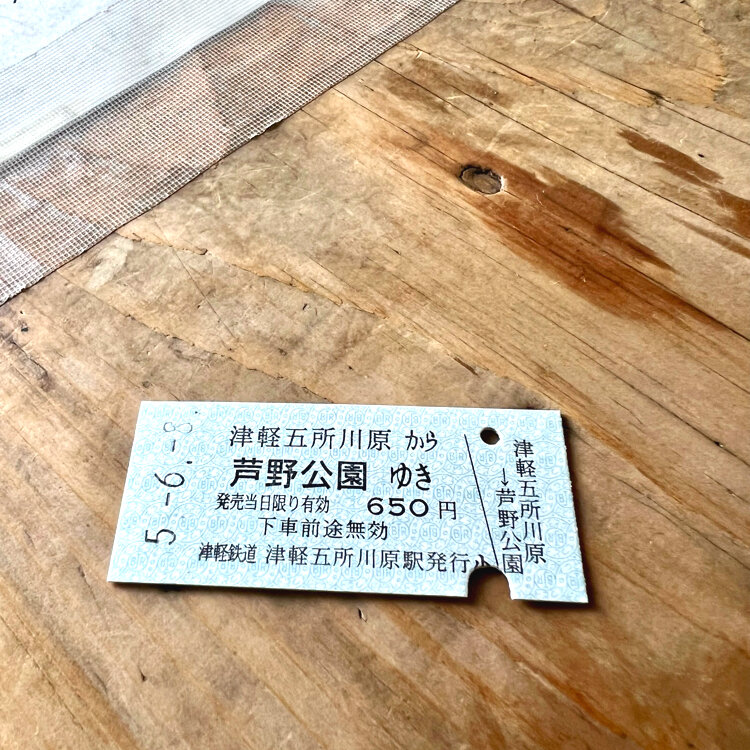 5.-6.-8
津軽五所川原 から
芦野公園 ゆき
発売当日限り有効 650円
下車前途無効
津軽鉄道 津軽五所川原駅発行
津軽五所川原
→芦野公園